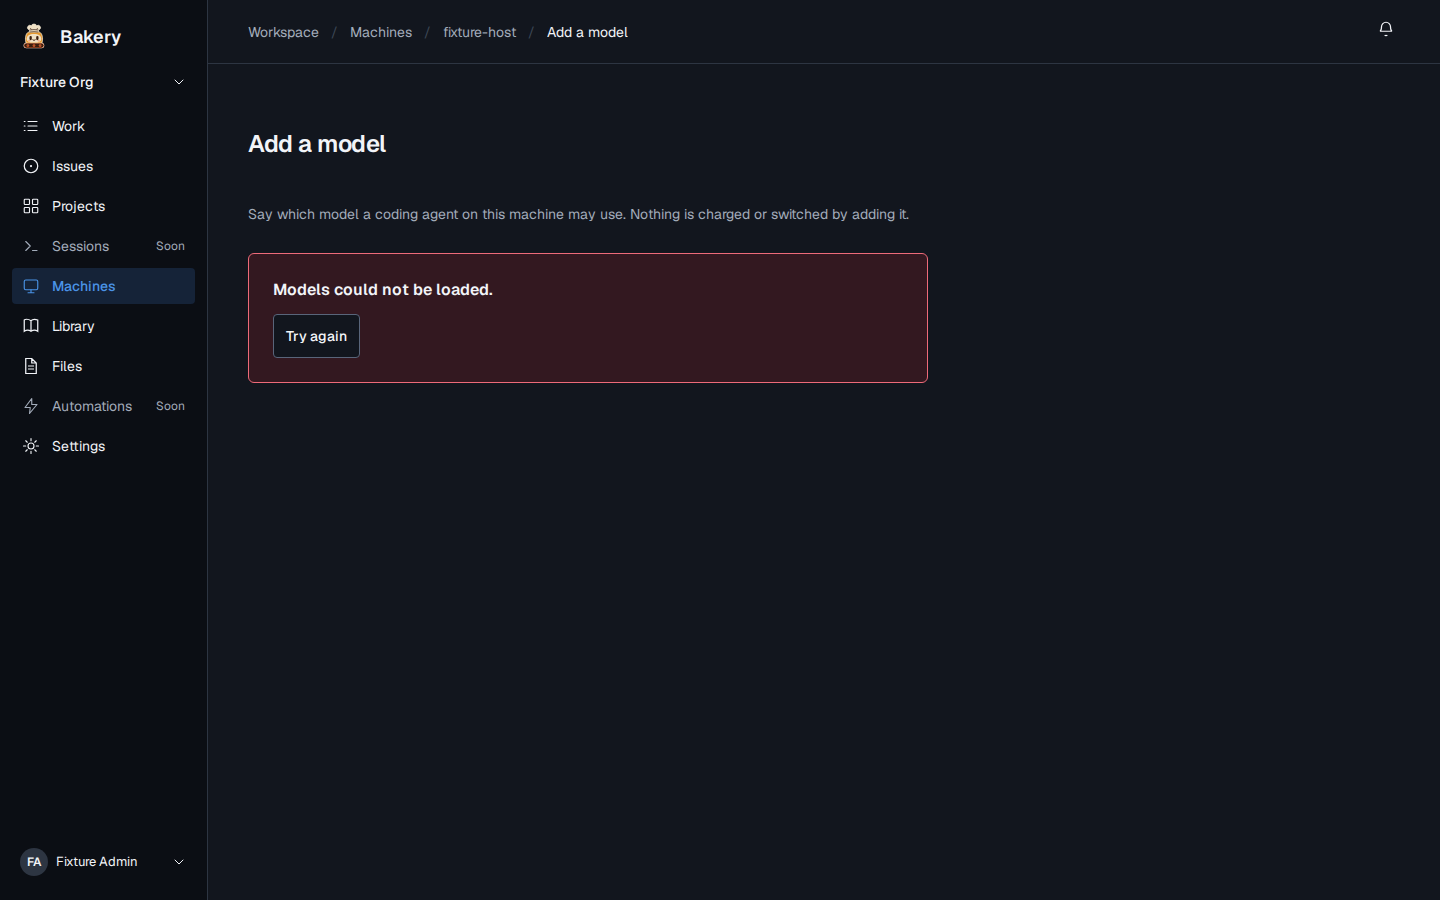 Bakery
Fixture Org
Work
Issues
Projects
Sessions Soon
Machines
Library
Files
Automations Soon
Settings
FA Fixture Admin
Workspace / Machines / fixture-host / Add a model
Add a model
Say which model a coding agent on this machine may use. Nothing is charged or switched by adding it.
Models could not be loaded.
Try again